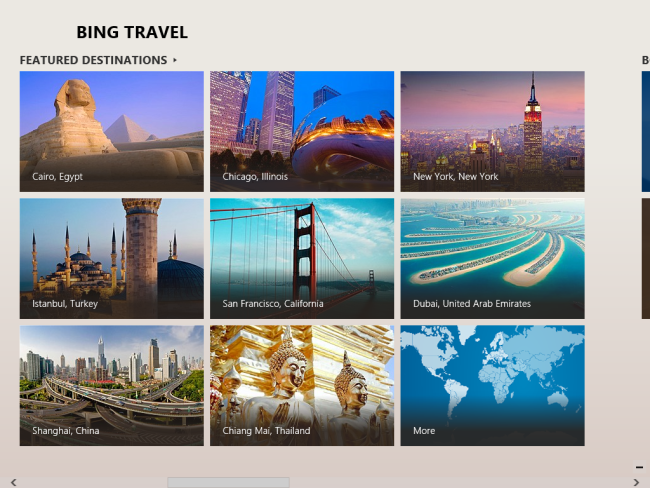 BING TRAVEL
FEATURED DESTINATIONS
Cairo, Egypt
Chicago, Illinois
New York, New York
Istanbul, Turkey
San Francisco, California
Dubai, United Arab Emirates
Shanghai, China
Chiang Mai, Thailand
More